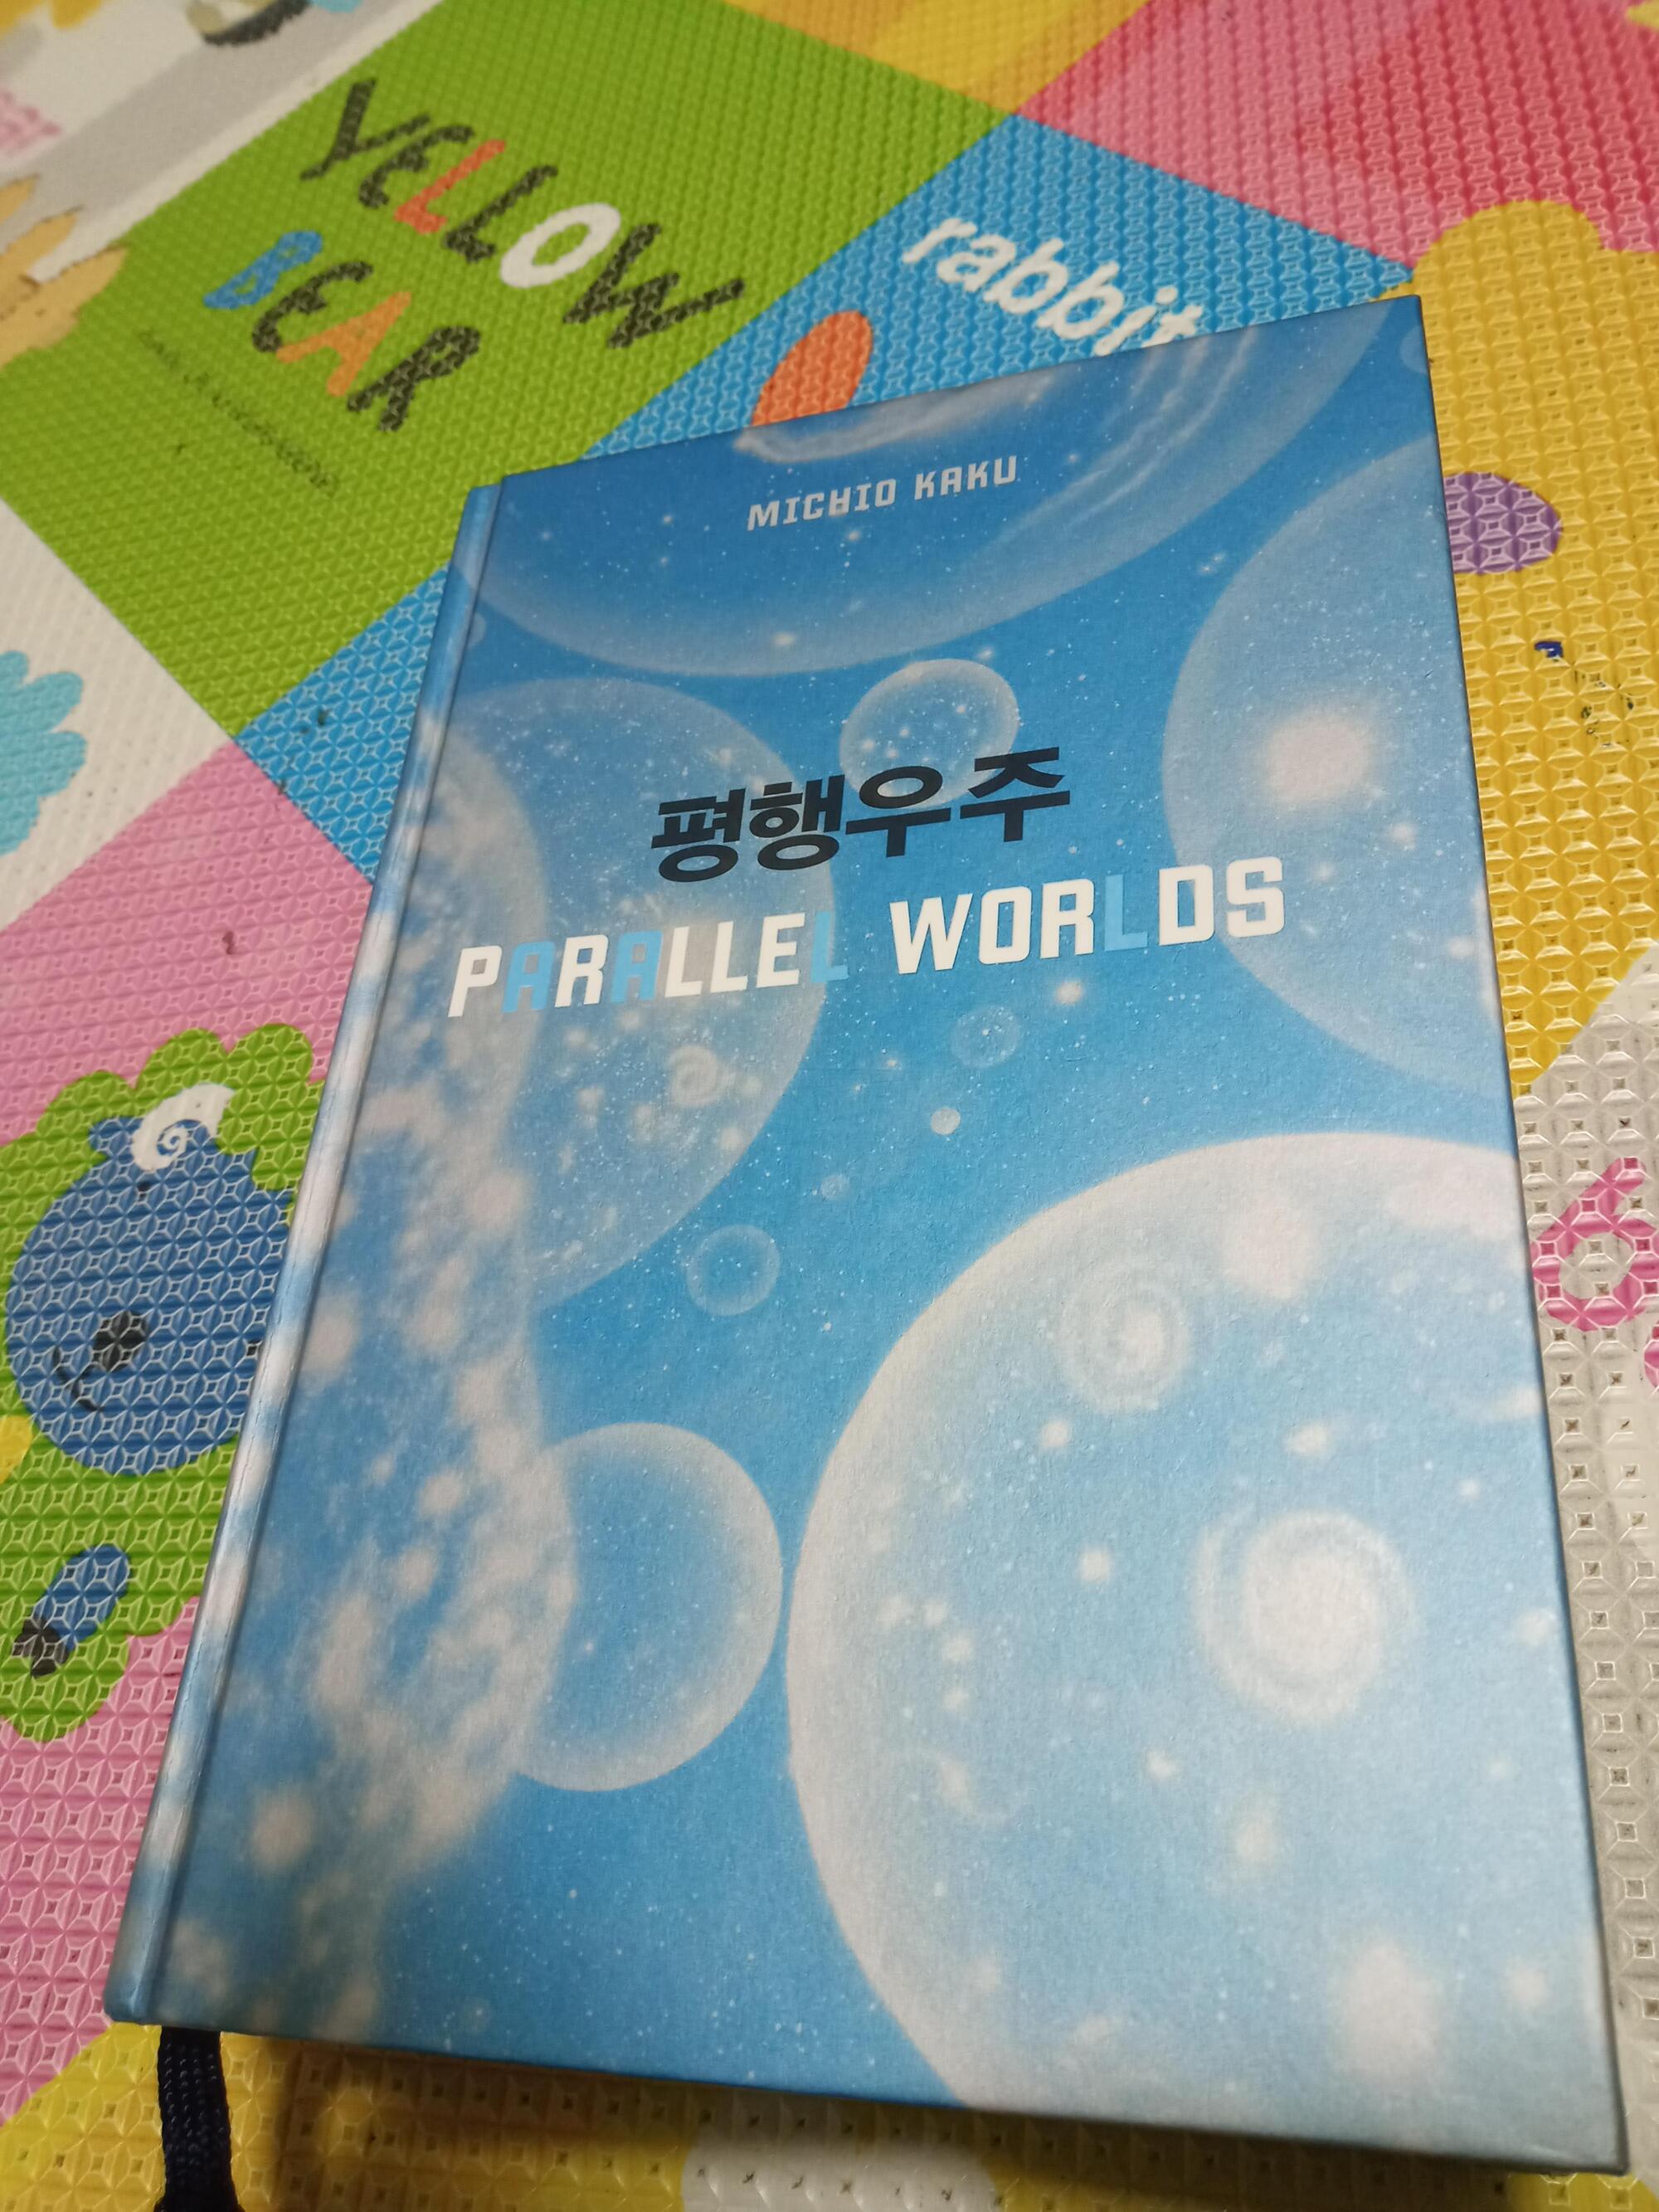 YELLOW
BEAR
rabbit
MICHIO KAKU
평행우주
PARALLEL WORLDS